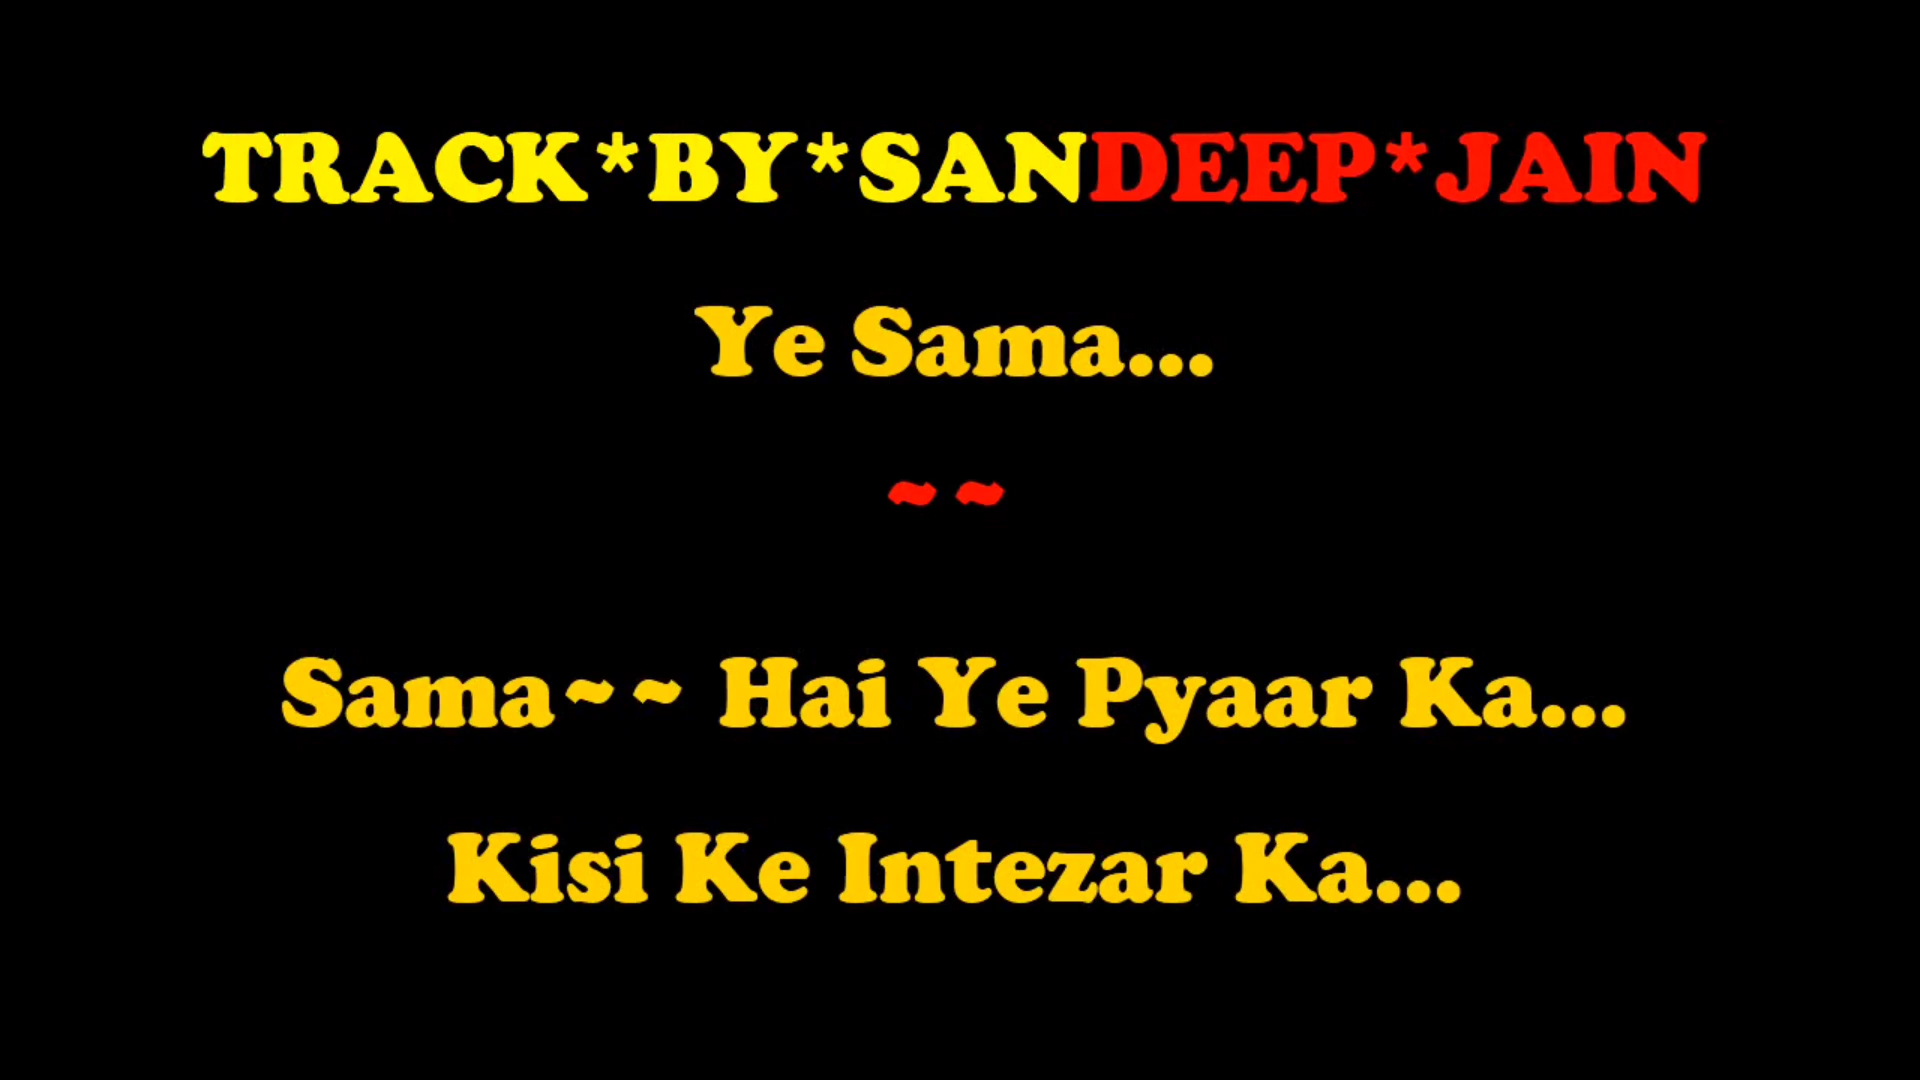 TRACK*BY*SANDEEP*JAIN
Ye Sama...
~ ~
Sama~ ~ Hai Ye Pyaar Ka...
Kisi Ke Intezar Ka...